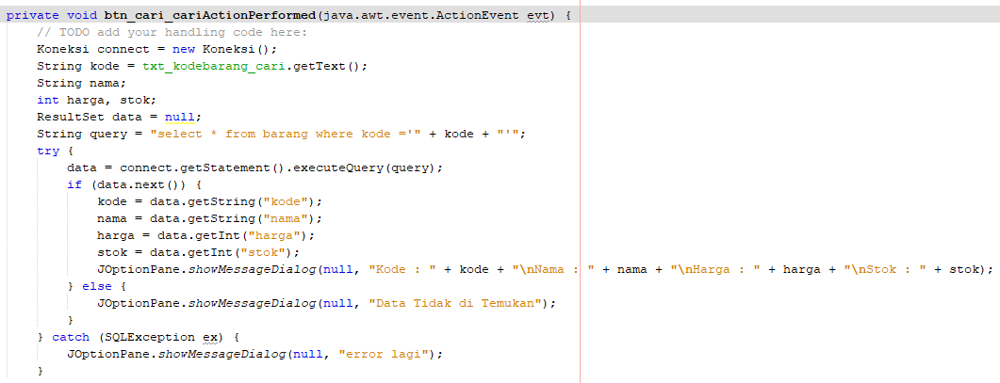 private void btn_cari_cariActionPerformed(java.awt.event.ActionEvent evt) {
// TODO add your handling code here:
Koneksi connect = new Koneksi();
String kode = txt_kodebarang_cari.getText();
String nama;
int harga, stok;
ResultSet data = null;
String query = "select * from barang where kode ='" + kode + "'";
try {
data = connect.getStatement().executeQuery(query);
if (data.next()) {
kode = data.getString("kode");
nama = data.getString("nama");
harga = data.getInt("harga");
stok = data.getInt("stok");
JOptionPane.showMessageDialog(null, "Kode : " + kode + "\nNama : " + nama + "\nHarga : " + harga + "\nStok : " + stok);
} else {
JOptionPane.showMessageDialog(null, "Data Tidak di Temukan");
}
} catch (SQLException ex) {
JOptionPane.showMessageDialog(null, "error lagi");
}